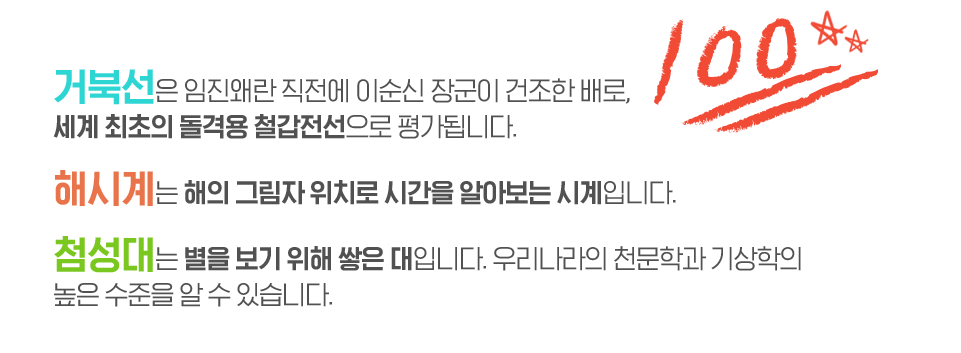 100
거북선은 임진왜란 직전에 이순신 장군이 건조한 배로,
세계 최초의 돌격용 철갑전선으로 평가됩니다.
해시계는 해의 그림자 위치로 시간을 알아보는 시계입니다.
첨성대는 별을 보기 위해 쌓은 대입니다. 우리나라의 천문학과 기상학의
높은 수준을 알 수 있습니다.